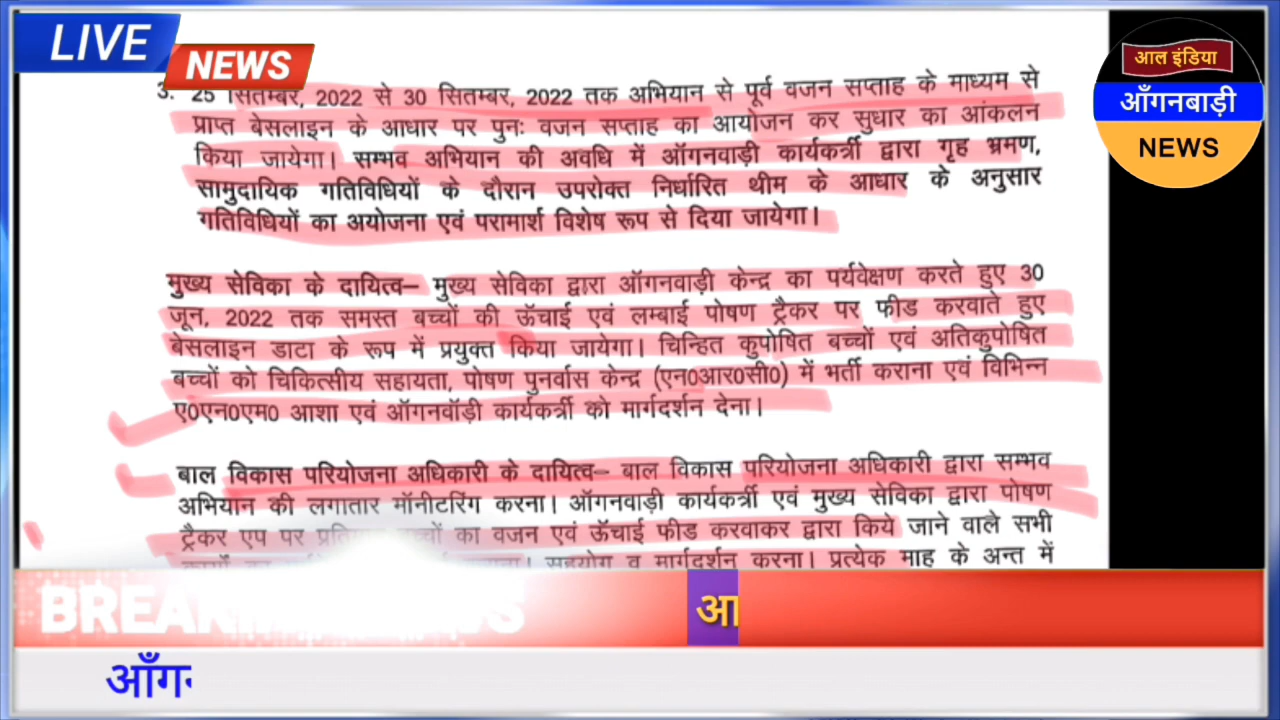 LIVE
NEWS
आल इंडिया
आँगनबाड़ी
NEWS
3. 25 सितम्बर, 2022 से 30 सितम्बर, 2022 तक अभियान से पूर्व वजन सप्ताह के माध्यम से
प्राप्त बेसलाइन के आधार पर पुनः वजन सप्ताह का आयोजन कर सुधार का आंकलन
किया जायेगा। सम्भव अभियान की अवधि में ऑगनवाड़ी कार्यकर्त्री द्वारा गृह भ्रमण,
सामुदायिक गतिविधियों के दौरान उपरोक्त निर्धारित थीम के आधार के अनुसार
गतिविधियों का अयोजना एवं परामार्श विशेष रूप से दिया जायेगा।
मुख्य सेविका के दायित्व– मुख्य सेविका द्वारा ऑगनवाड़ी केन्द्र का पर्यवेक्षण करते हुए 30
जून, 2022 तक समस्त बच्चों की ऊँचाई एवं लम्बाई पोषण ट्रैकर पर फीड करवाते हुए
बेसलाइन डाटा के रूप में प्रयुक्त किया जायेगा। चिन्हित कुपोषित बच्चों एवं अतिकुपोषित
बच्चों को चिकित्सीय सहायता, पोषण पुनर्वास केन्द्र (एन0आर0सी0) में भर्ती कराना एवं विभिन्न
ए0एन0एम0 आशा एवं ऑगनवॉड़ी कार्यकर्त्री को मार्गदर्शन देना।
बाल विकास परियोजना अधिकारी के दायित्व– बाल विकास परियोजना अधिकारी द्वारा सम्भव
अभियान की लगातार मॉनीटरिंग करना। ऑगनवाड़ी कार्यकर्त्री एवं मुख्य सेविका द्वारा पोषण
ट्रैकर एप पर का वजन एवं ऊँचाई फीड करवाकर द्वारा किये जाने वाले सभी
सहयोग व मार्गदर्शन करना। प्रत्येक माह के अन्त में
आ
आँगन